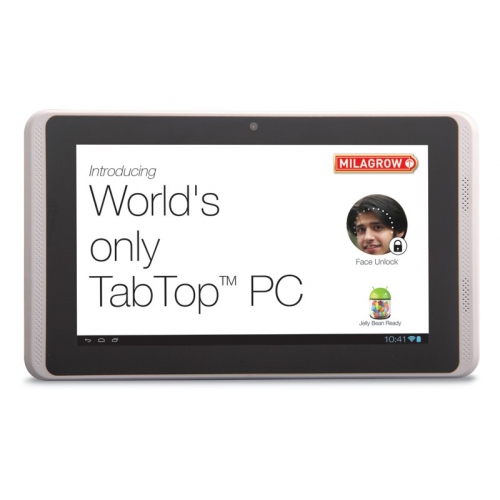 Introducing
World's
only
TabTop™ PC
MILAGROW
Face Unlock
Jelly Bean Ready
10:41